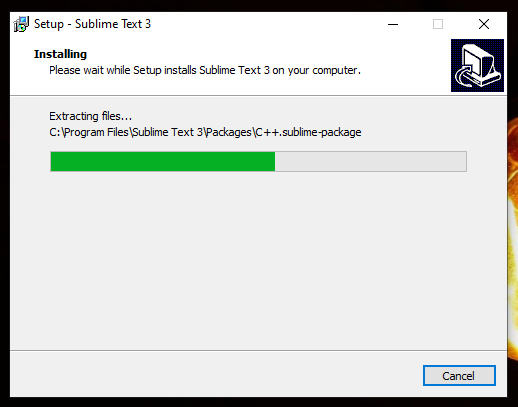 Setup - Sublime Text 3
Installing
Please wait while Setup installs Sublime Text 3 on your computer.
Extracting files...
C:\Program Files\Sublime Text 3\Packages\C++.sublime-package
Cancel